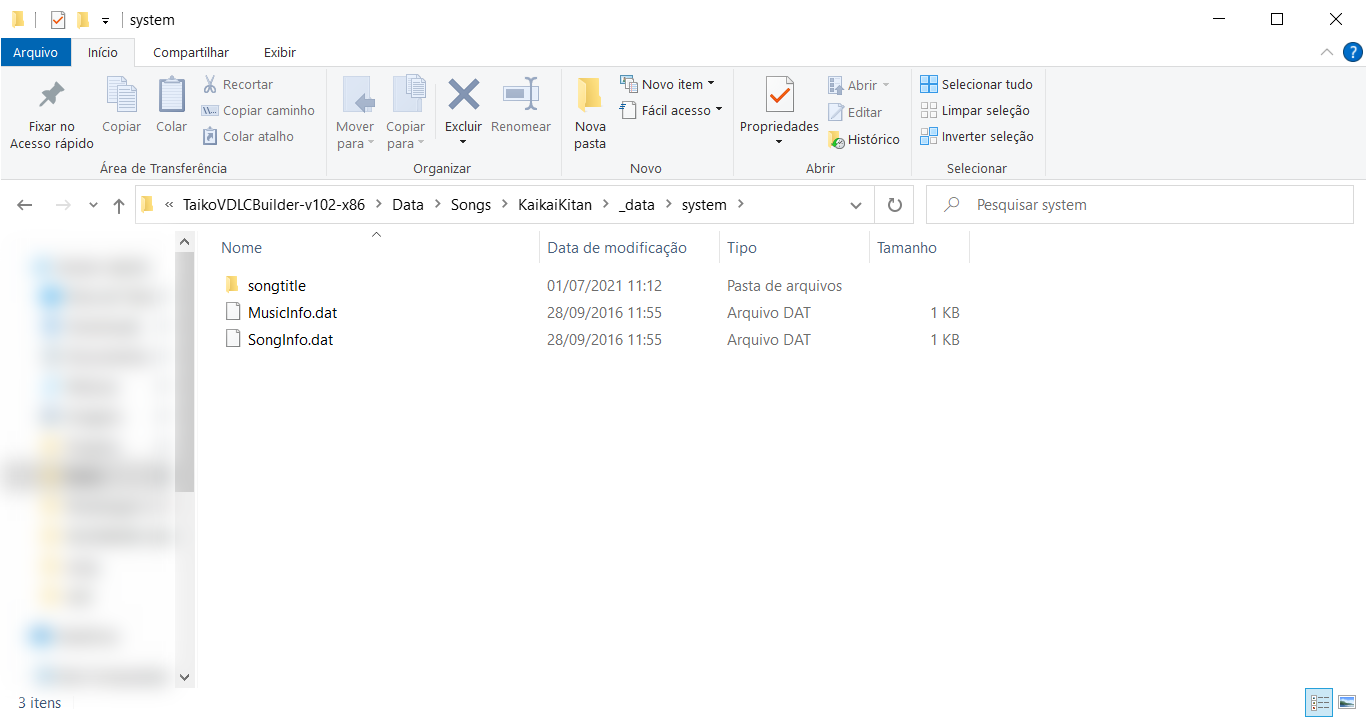 system
Arquivo Início Compartilhar Exibir
Fixar no Acesso rápido
Copiar
Colar
Recortar
Copiar caminho
Colar atalho
Área de Transferência
Mover para
Copiar para
Excluir
Renomear
Organizar
Nova pasta
Novo item
Fácil acesso
Novo
Propriedades
Abrir
Editar
Histórico
Abrir
Selecionar tudo
Limpar seleção
Inverter seleção
Selecionar
« TaikoVDLCBuilder-v102-x86 > Data > Songs > KaikaiKitan > _data > system >
Pesquisar system
Nome Data de modificação Tipo Tamanho
songtitle 01/07/2021 11:12 Pasta de arquivos
MusicInfo.dat 28/09/2016 11:55 Arquivo DAT 1 KB
SongInfo.dat 28/09/2016 11:55 Arquivo DAT 1 KB
3 itens